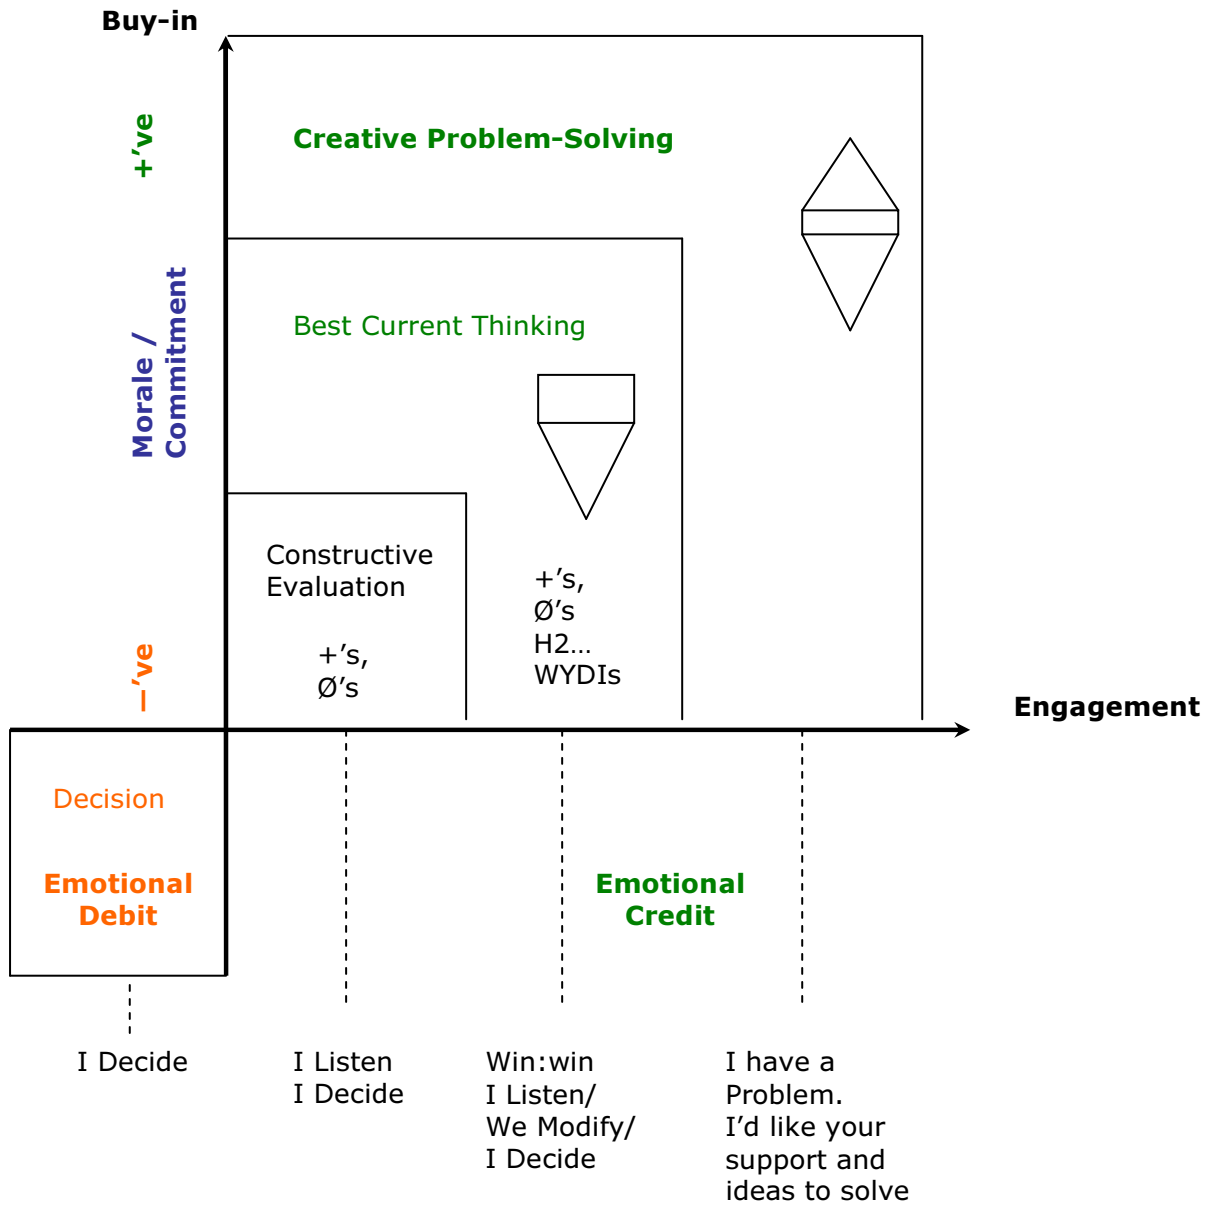 Buy-in
+’ve
Creative Problem-Solving
Morale /
Commitment
Best Current Thinking
Constructive
Evaluation
+’s,
Ø’s
+’s,
Ø’s
H2…
WYDIs
—’ve
Engagement
Decision
Emotional
Debit
Emotional
Credit
I Decide
I Listen
I Decide
Win:win
I Listen/
We Modify/
I Decide
I have a
Problem.
I’d like your
support and
ideas to solve